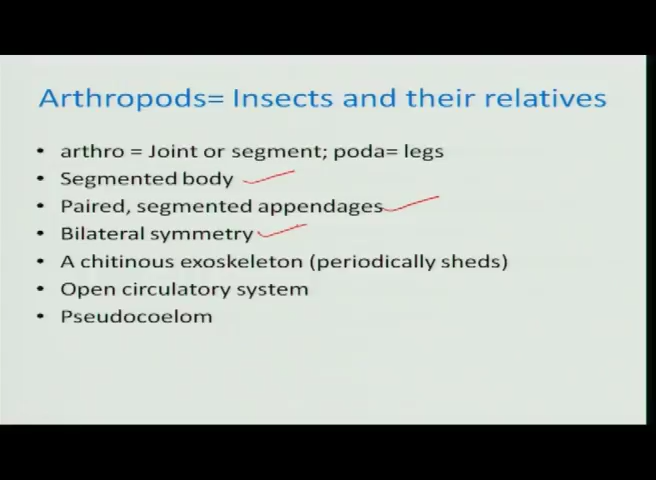 Arthropods= Insects and their relatives
• arthro = Joint or segment; poda= legs
• Segmented body
• Paired, segmented appendages
• Bilateral symmetry
• A chitinous exoskeleton (periodically sheds)
• Open circulatory system
• Pseudocoelom